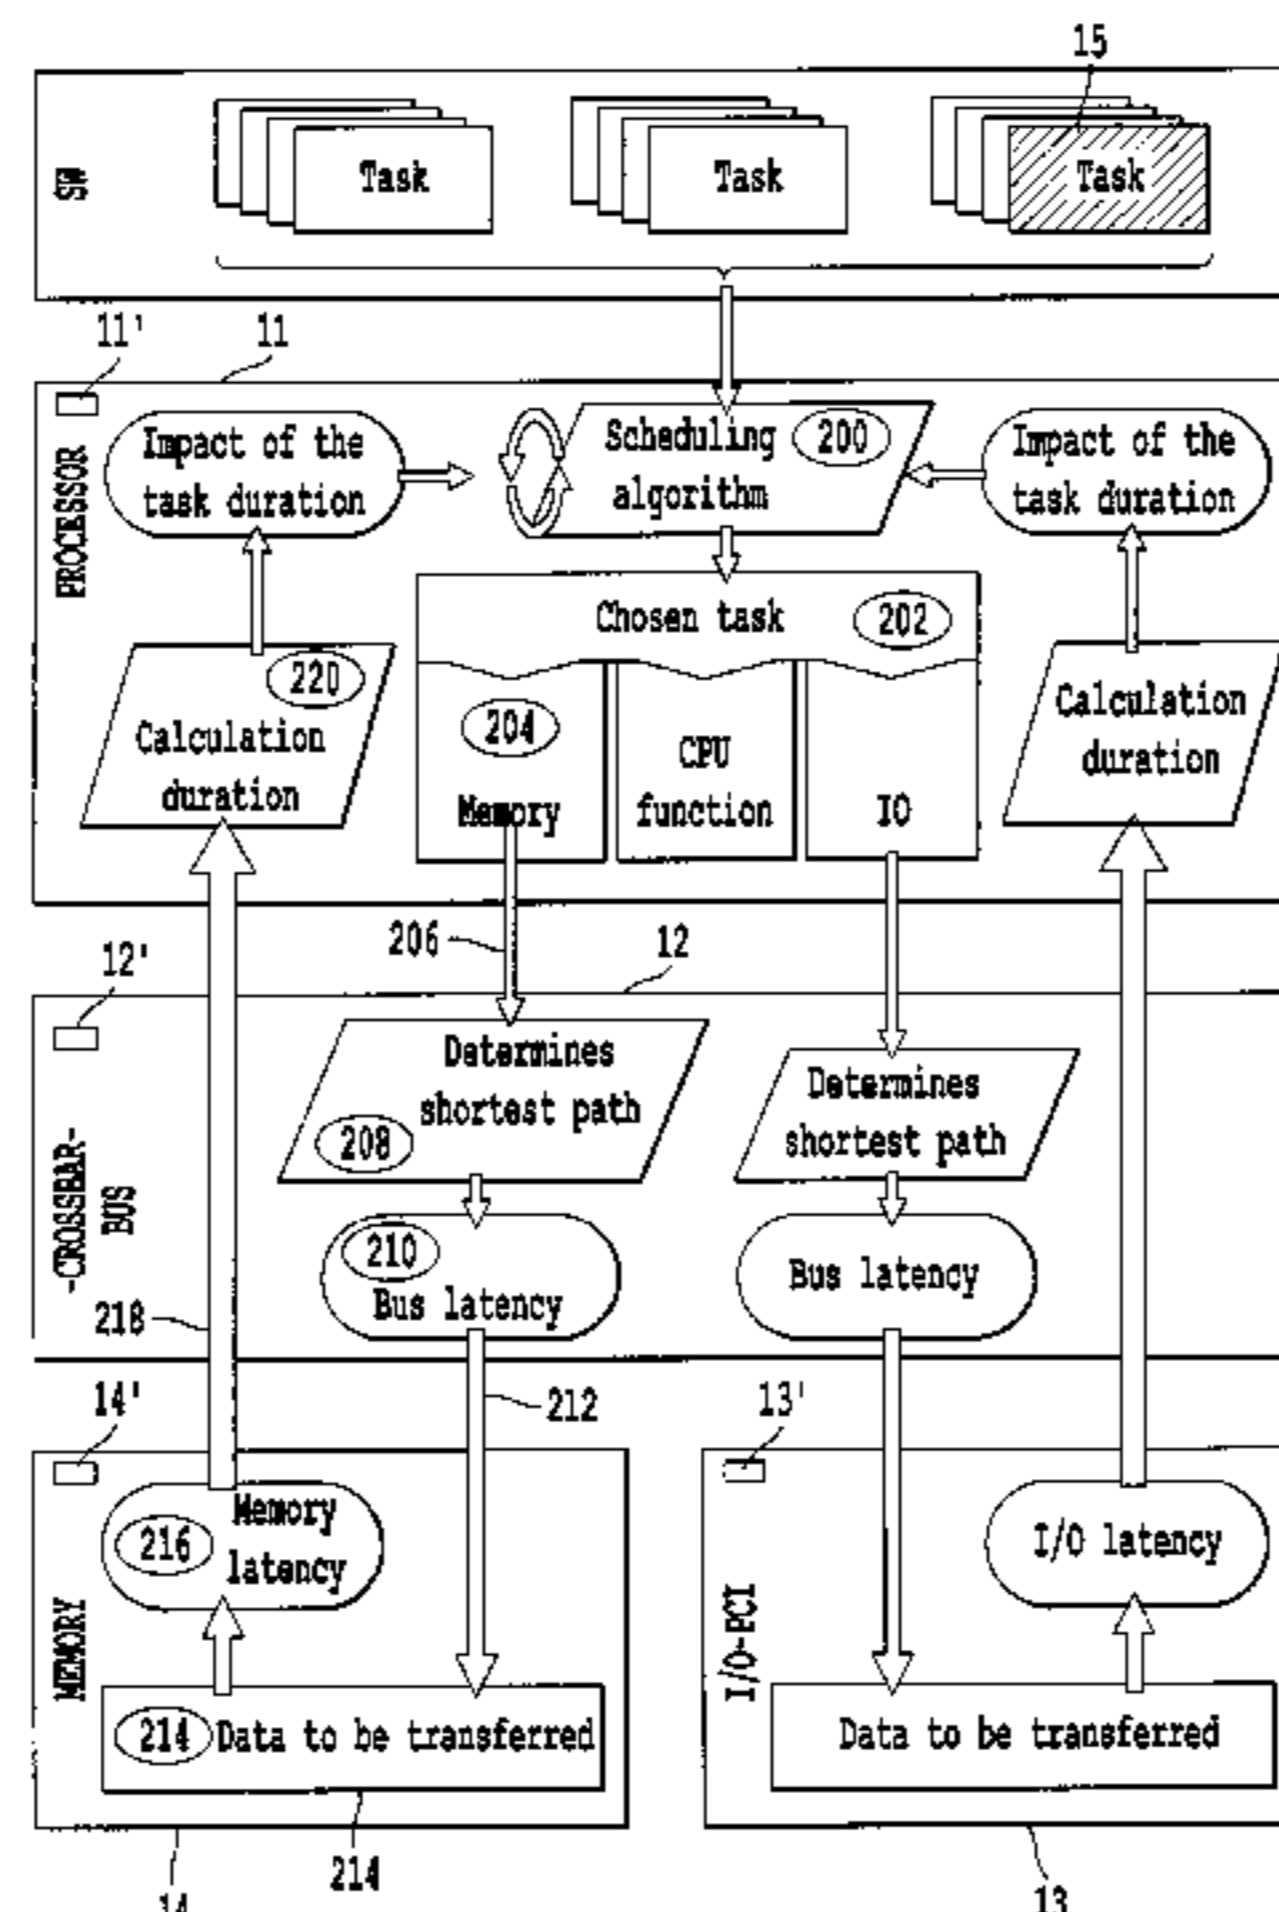 15
SW
Task
Task
Task
11'
11
PROCESSOR
Impact of the
task duration
Scheduling
algorithm
200
Impact of the
task duration
Chosen task
202
220
Calculation
duration
204
Memory
CPU
function
IO
Calculation
duration
206
12'
12
-CROSSBAR-
BUS
Determines
shortest path
208
Determines
shortest path
210
Bus latency
Bus latency
218
212
14'
13'
MEMORY
216
Memory
latency
I/O-PCI
I/O latency
214
Data to be transferred
Data to be transferred
214
14
13